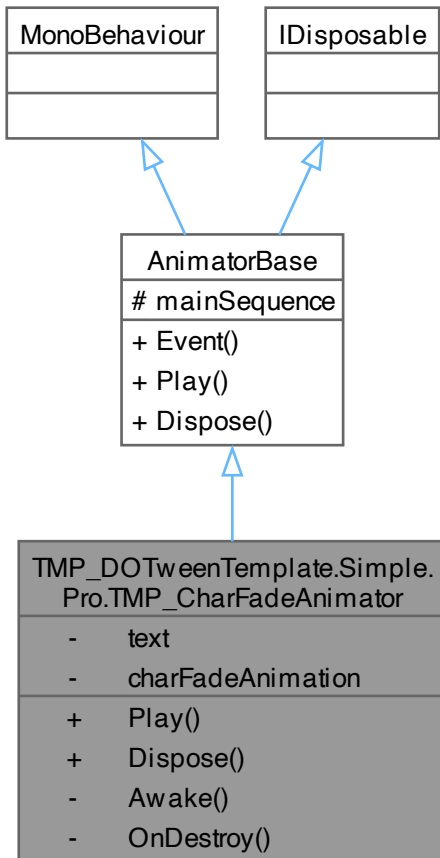 MonoBehaviour
IDisposable
AnimatorBase
# mainSequence
+ Event()
+ Play()
+ Dispose()
TMP_DOTweenTemplate.Simple.
Pro.TMP_CharFadeAnimator
- text
- charFadeAnimation
+ Play()
+ Dispose()
- Awake()
- OnDestroy()